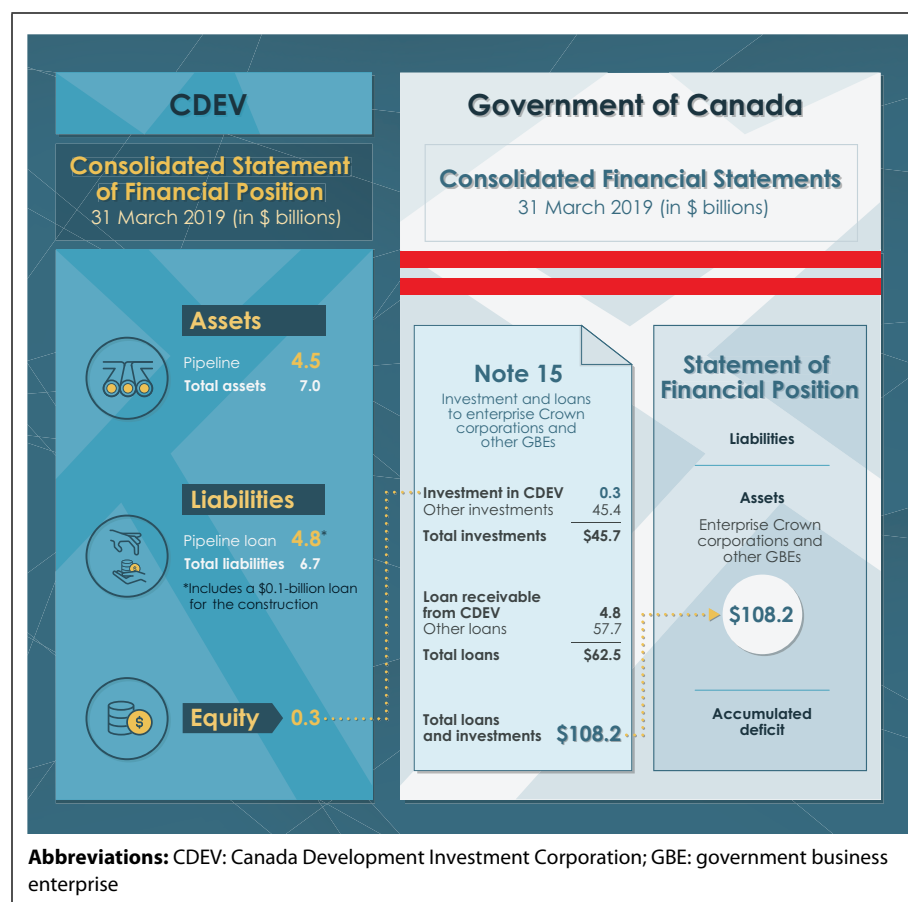 CDEV
Consolidated Statement
of Financial Position
31 March 2019 (in $ billions)
Assets
Pipeline 4.5
Total assets 7.0
Liabilities
Pipeline loan 4.8*
Total liabilities 6.7
*Includes a $0.1-billion loan
for the construction
$
Equity 0.3
Government of Canada
Consolidated Financial Statements
31 March 2019 (in $ billions)
Note 15
Investment and loans
to enterprise Crown
corporations and
other GBEs
Investment in CDEV 0.3
Other investments 45.4
Total investments $45.7
Loan receivable
from CDEV 4.8
Other loans 57.7
Total loans $62.5
Total loans
and investments $108.2
Statement of
Financial Position
Liabilities
Assets
Enterprise Crown
corporations and
other GBEs
$108.2
Accumulated
deficit
Abbreviations: CDEV: Canada Development Investment Corporation; GBE: government business
enterprise